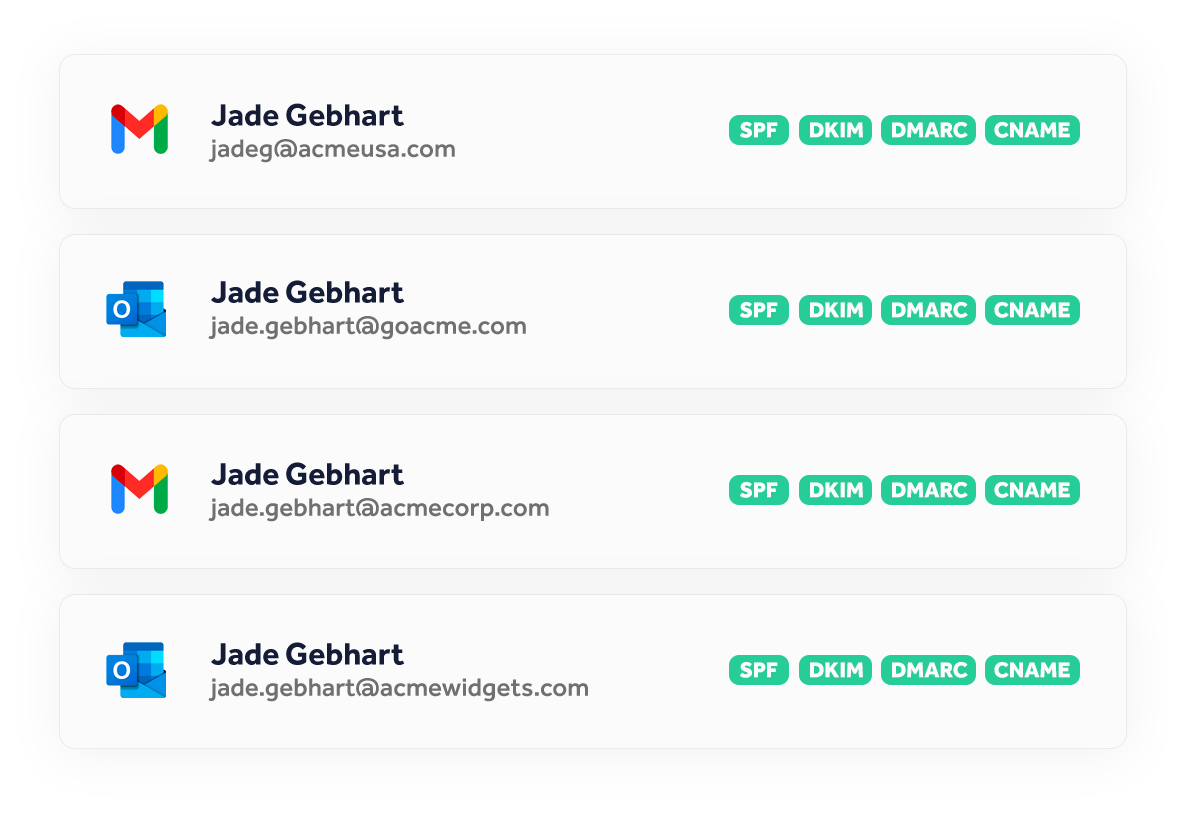 Jade Gebhart
jadeg@acmeusa.com
SPF DKIM DMARC CNAME
O
Jade Gebhart
jade.gebhart@goacme.com
SPF DKIM DMARC CNAME
Jade Gebhart
jade.gebhart@acmecorp.com
SPF DKIM DMARC CNAME
O
Jade Gebhart
jade.gebhart@acmewidgets.com
SPF DKIM DMARC CNAME